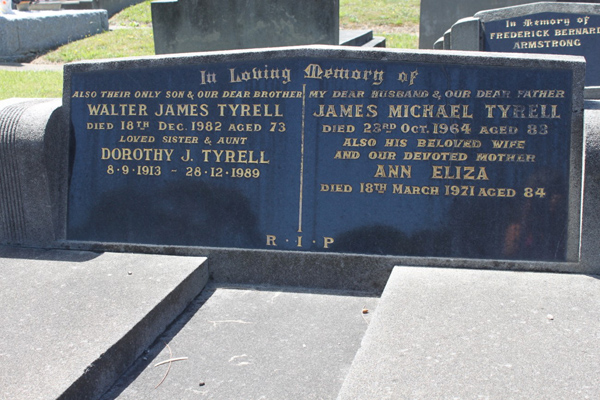 In Loving Memory of
ALSO THEIR ONLY SON & OUR DEAR BROTHER
WALTER JAMES TYRELL
DIED 18TH DEC. 1982 AGED 73
LOVED SISTER & AUNT
DOROTHY J. TYRELL
8·9·1913 - 28·12·1989
MY DEAR HUSBAND & OUR DEAR FATHER
JAMES MICHAEL TYRELL
DIED 23RD OCT. 1964 AGED 83
ALSO HIS BELOVED WIFE
AND OUR DEVOTED MOTHER
ANN ELIZA
DIED 18TH MARCH 1971 AGED 84
R·I·P
In Memory of
FREDERICK BERNARD
ARMSTRONG